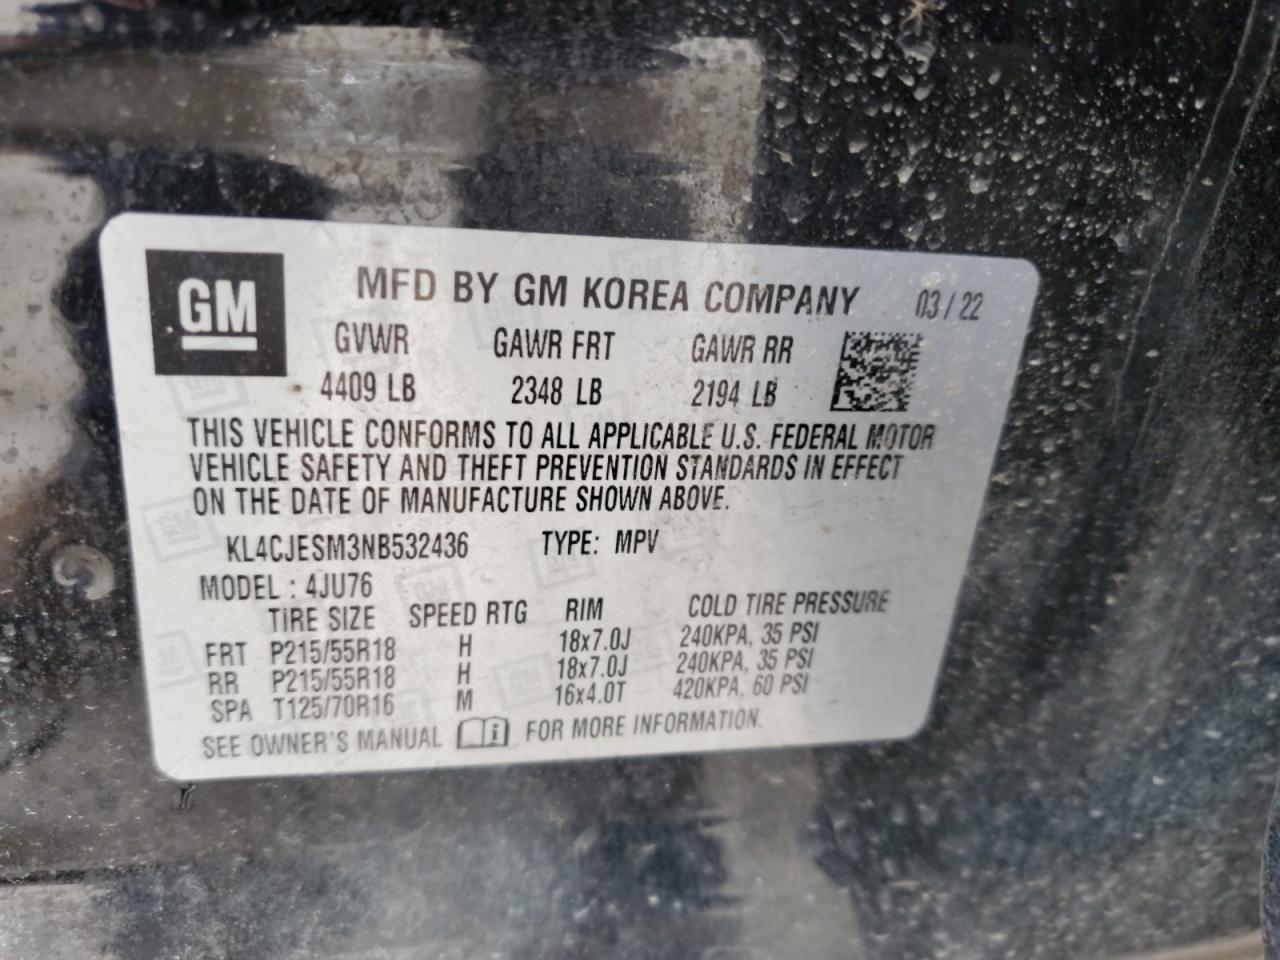 GM
MFD BY GM KOREA COMPANY 03/22
GVWR GAWR FRT GAWR RR
4409 LB 2348 LB 2194 LB
THIS VEHICLE CONFORMS TO ALL APPLICABLE U.S. FEDERAL MOTOR
VEHICLE SAFETY AND THEFT PREVENTION STANDARDS IN EFFECT
ON THE DATE OF MANUFACTURE SHOWN ABOVE.
KL4CJESM3NB532436 TYPE: MPV
MODEL : 4JU76
TIRE SIZE SPEED RTG RIM COLD TIRE PRESSURE
FRT P215/55R18 H 18x7.0J 240KPA, 35 PSI
RR P215/55R18 H 18x7.0J 240KPA, 35 PSI
SPA T125/70R16 M 16x4.0T 420KPA, 60 PSI
SEE OWNER'S MANUAL i FOR MORE INFORMATION.